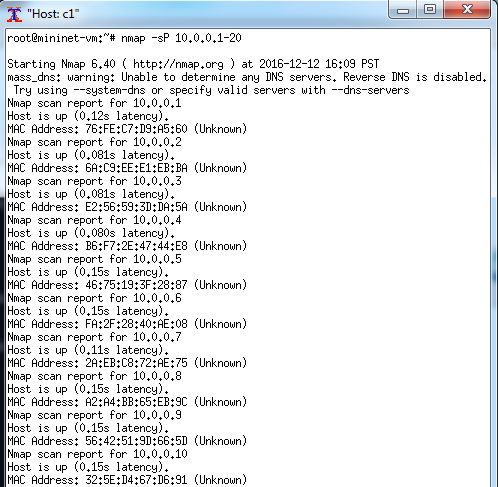 "Host: c1"
root@mininet-vm:~# nmap -sP 10.0.0.1-20
Starting Nmap 6.40 ( http://nmap.org ) at 2016-12-12 16:09 PST
mass_dns: warning: Unable to determine any DNS servers. Reverse DNS is disabled.
Try using --system-dns or specify valid servers with --dns-servers
Nmap scan report for 10.0.0.1
Host is up (0.12s latency).
MAC Address: 76:FE:C7:D9:A5:60 (Unknown)
Nmap scan report for 10.0.0.2
Host is up (0.081s latency).
MAC Address: 6A:C9:EE:E1:EB:BA (Unknown)
Nmap scan report for 10.0.0.3
Host is up (0.081s latency).
MAC Address: E2:56:59:3D:DA:5A (Unknown)
Nmap scan report for 10.0.0.4
Host is up (0.080s latency).
MAC Address: B6:F7:2E:47:44:E8 (Unknown)
Nmap scan report for 10.0.0.5
Host is up (0.15s latency).
MAC Address: 46:75:19:3F:28:87 (Unknown)
Nmap scan report for 10.0.0.6
Host is up (0.15s latency).
MAC Address: FA:2F:28:40:AE:08 (Unknown)
Nmap scan report for 10.0.0.7
Host is up (0.11s latency).
MAC Address: 2A:EB:C8:72:AE:75 (Unknown)
Nmap scan report for 10.0.0.8
Host is up (0.15s latency).
MAC Address: A2:A4:BB:65:EB:9C (Unknown)
Nmap scan report for 10.0.0.9
Host is up (0.15s latency).
MAC Address: 56:42:51:9D:66:5D (Unknown)
Nmap scan report for 10.0.0.10
Host is up (0.15s latency).
MAC Address: 32:5E:D4:67:D6:91 (Unknown)